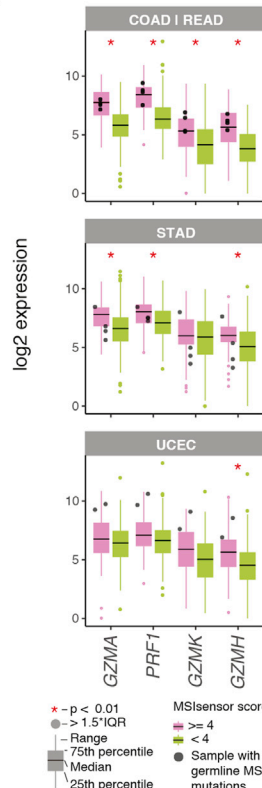 COAD | READ
*
*
*
*
10
5
0
STAD
*
*
*
10
5
0
UCEC
*
10
5
0
log2 expression
GZMA
PRF1
GZMK
GZMH
* – p < 0.01
> 1.5*IQR
Range
75th percentile
Median
25th percentile
MSIsensor score
>= 4
< 4
Sample with
germline MS
mutations